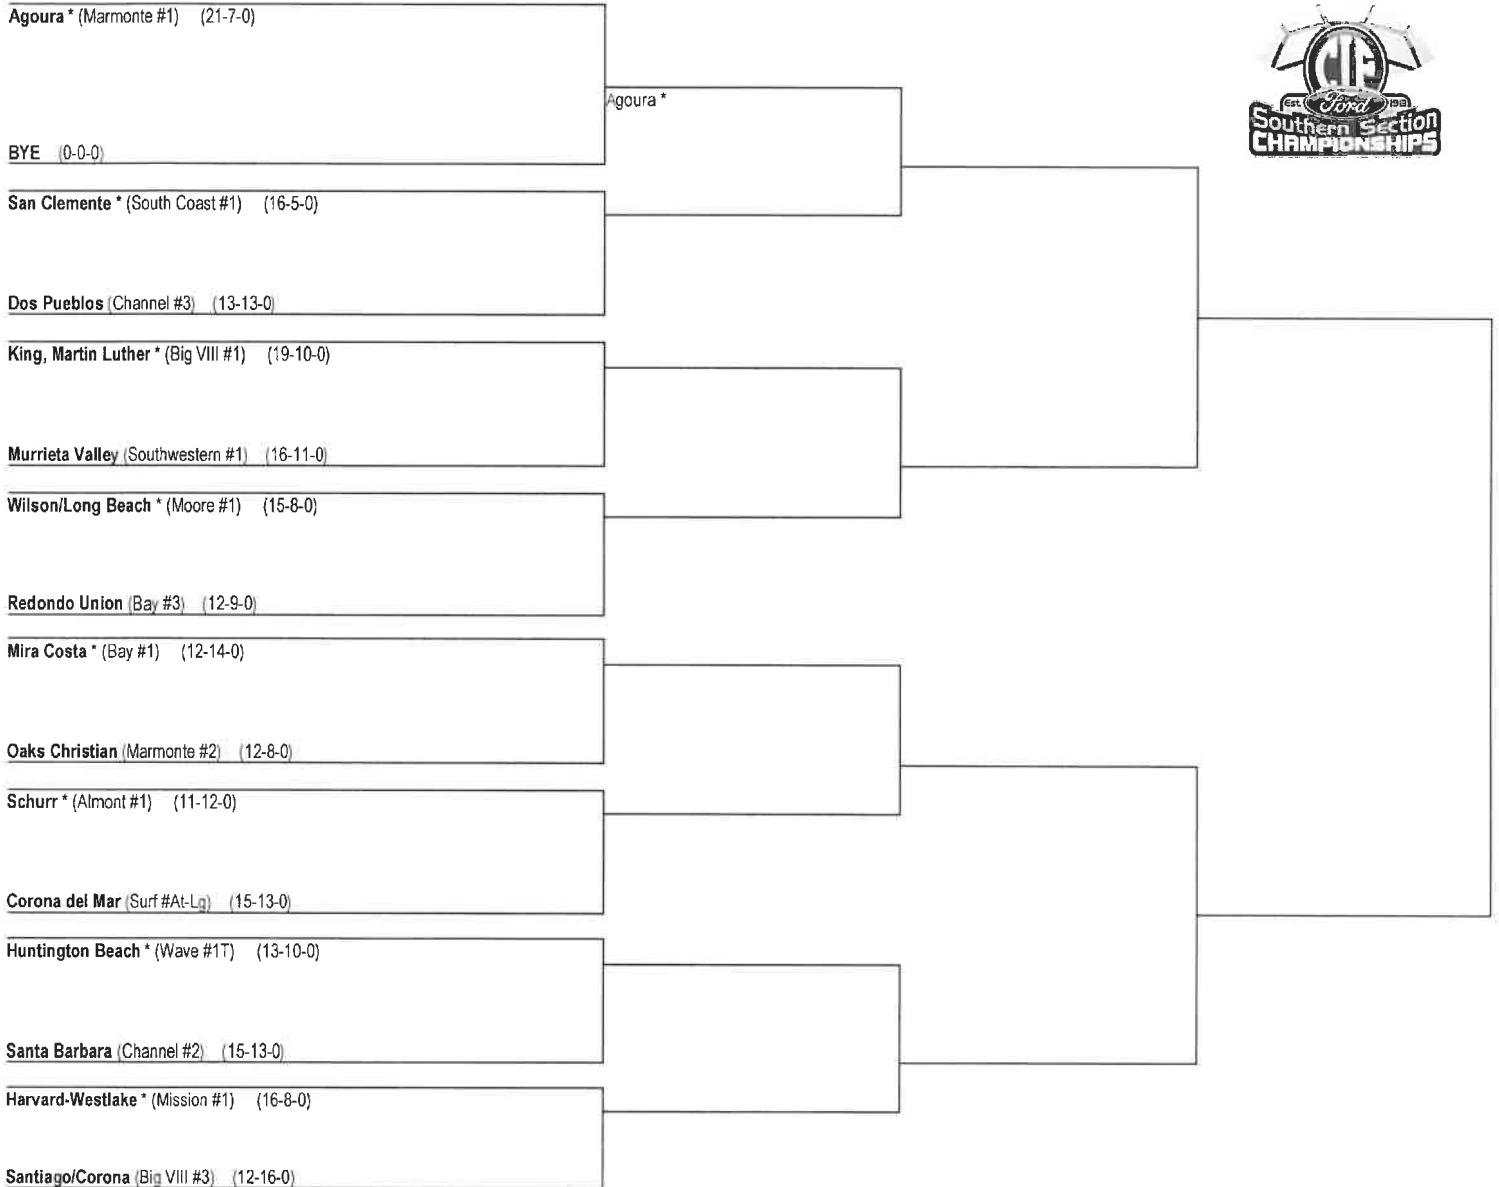 Agoura * (Marmonte #1) (21-7-0)
Agoura *
BYE (0-0-0)
San Clemente * (South Coast #1) (16-5-0)
Dos Pueblos (Channel #3) (13-13-0)
King, Martin Luther * (Big VIII #1) (19-10-0)
Murrieta Valley (Southwestern #1) (16-11-0)
Wilson/Long Beach * (Moore #1) (15-8-0)
Redondo Union (Bay #3) (12-9-0)
Mira Costa * (Bay #1) (12-14-0)
Oaks Christian (Marmonte #2) (12-8-0)
Schurr * (Almont #1) (11-12-0)
Corona del Mar (Surf #At-Lg) (15-13-0)
Huntington Beach * (Wave #1T) (13-10-0)
Santa Barbara (Channel #2) (15-13-0)
Harvard-Westlake * (Mission #1) (16-8-0)
Santiago/Corona (Big VIII #3) (12-16-0)
CIF
Est. Ford 1913
Southern Section
CHAMPIONSHIPS